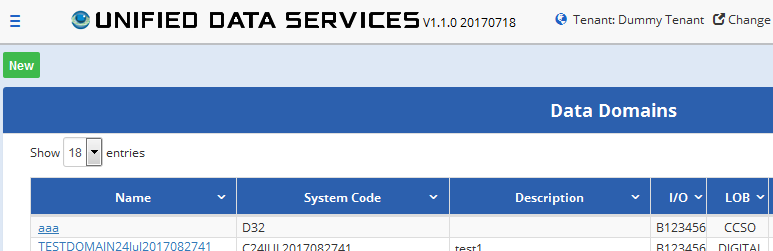 UNIFIED DATA SERVICES V1.1.0 20170718 Tenant: Dummy Tenant Change
New
Data Domains
Show 18 entries
Name System Code Description I/O LOB
aaa D32 B123456 CCSO
TESTDOMAIN24Jul2017082741 C24JUL2017082741 test1 B123456 DIGITAL